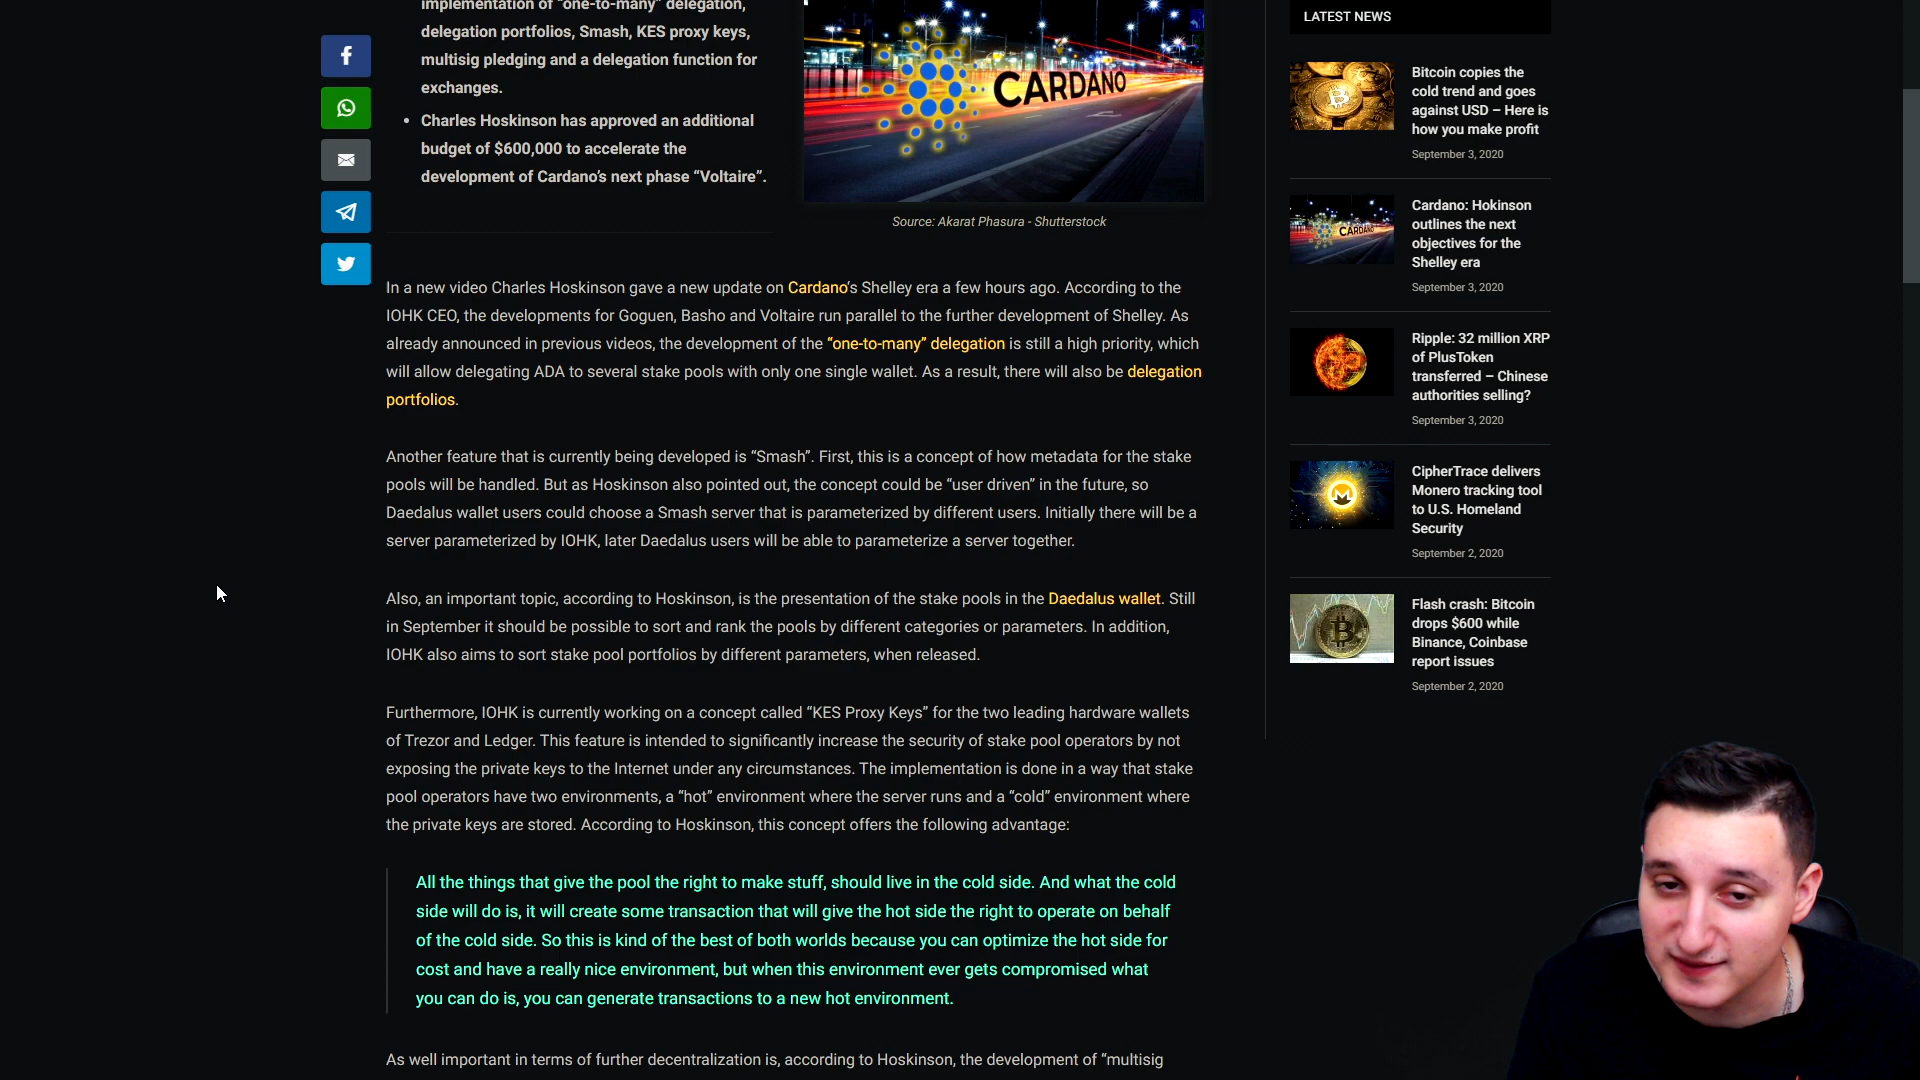 implementation of “one-to-many” delegation,
delegation portfolios, Smash, KES proxy keys,
multisig pledging and a delegation function for
exchanges.
• Charles Hoskinson has approved an additional
budget of $600,000 to accelerate the
development of Cardano’s next phase “Voltaire”.
CARDANO
Source: Akarat Phasura - Shutterstock
In a new video Charles Hoskinson gave a new update on Cardano’s Shelley era a few hours ago. According to the
IOHK CEO, the developments for Goguen, Basho and Voltaire run parallel to the further development of Shelley. As
already announced in previous videos, the development of the “one-to-many” delegation is still a high priority, which
will allow delegating ADA to several stake pools with only one single wallet. As a result, there will also be delegation
portfolios.
Another feature that is currently being developed is “Smash”. First, this is a concept of how metadata for the stake
pools will be handled. But as Hoskinson also pointed out, the concept could be “user driven” in the future, so
Daedalus wallet users could choose a Smash server that is parameterized by different users. Initially there will be a
server parameterized by IOHK, later Daedalus users will be able to parameterize a server together.
Also, an important topic, according to Hoskinson, is the presentation of the stake pools in the Daedalus wallet. Still
in September it should be possible to sort and rank the pools by different categories or parameters. In addition,
IOHK also aims to sort stake pool portfolios by different parameters, when released.
Furthermore, IOHK is currently working on a concept called “KES Proxy Keys” for the two leading hardware wallets
of Trezor and Ledger. This feature is intended to significantly increase the security of stake pool operators by not
exposing the private keys to the Internet under any circumstances. The implementation is done in a way that stake
pool operators have two environments, a “hot” environment where the server runs and a “cold” environment where
the private keys are stored. According to Hoskinson, this concept offers the following advantage:
All the things that give the pool the right to make stuff, should live in the cold side. And what the cold
side will do is, it will create some transaction that will give the hot side the right to operate on behalf
of the cold side. So this is kind of the best of both worlds because you can optimize the hot side for
cost and have a really nice environment, but when this environment ever gets compromised what
you can do is, you can generate transactions to a new hot environment.
As well important in terms of further decentralization is, according to Hoskinson, the development of “multisig
LATEST NEWS
Bitcoin copies the
cold trend and goes
against USD – Here is
how you make profit
September 3, 2020
CARDANO
Cardano: Hokinson
outlines the next
objectives for the
Shelley era
September 3, 2020
Ripple: 32 million XRP
of PlusToken
transferred – Chinese
authorities selling?
September 3, 2020
CipherTrace delivers
Monero tracking tool
to U.S. Homeland
Security
September 2, 2020
Flash crash: Bitcoin
drops $600 while
Binance, Coinbase
report issues
September 2, 2020